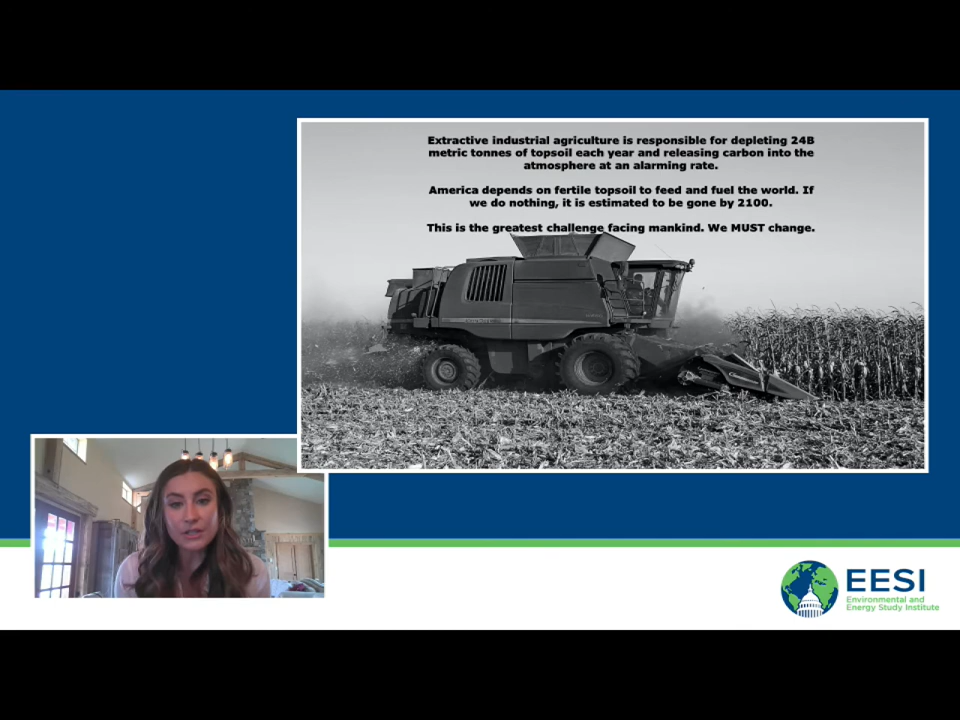 Extractive industrial agriculture is responsible for depleting 24B
metric tonnes of topsoil each year and releasing carbon into the
atmosphere at an alarming rate.
America depends on fertile topsoil to feed and fuel the world. If
we do nothing, it is estimated to be gone by 2100.
This is the greatest challenge facing mankind. We MUST change.
EESI
Environmental and
Energy Study Institute